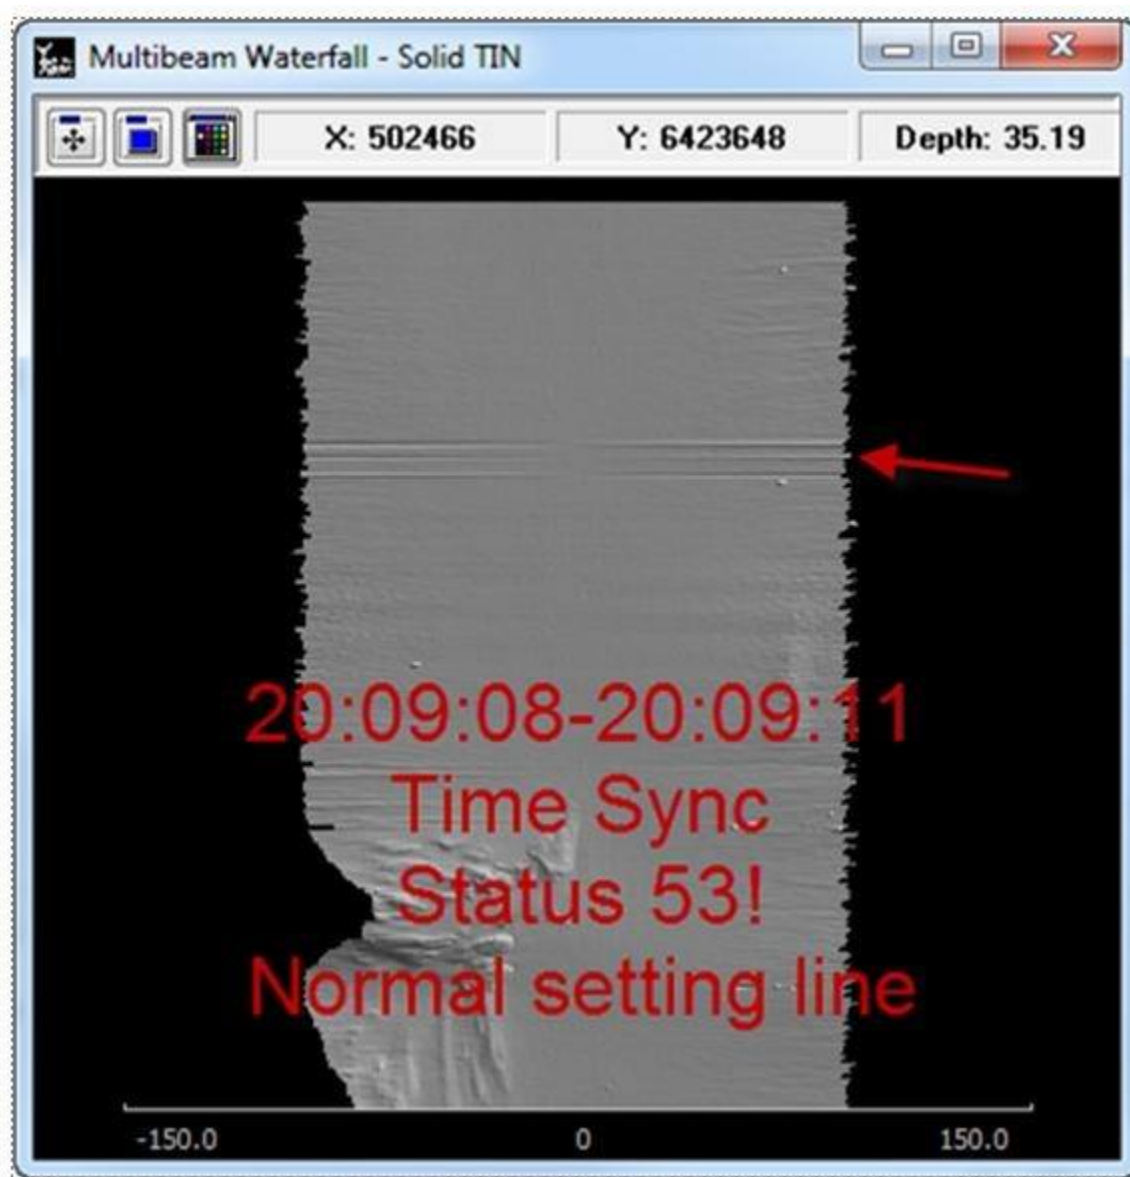 Multibeam Waterfall - Solid TIN
X: 502466 Y: 6423648 Depth: 35.19
20:09:08-20:09:11
Time Sync
Status 53!
Normal setting line
-150.0 0 150.0